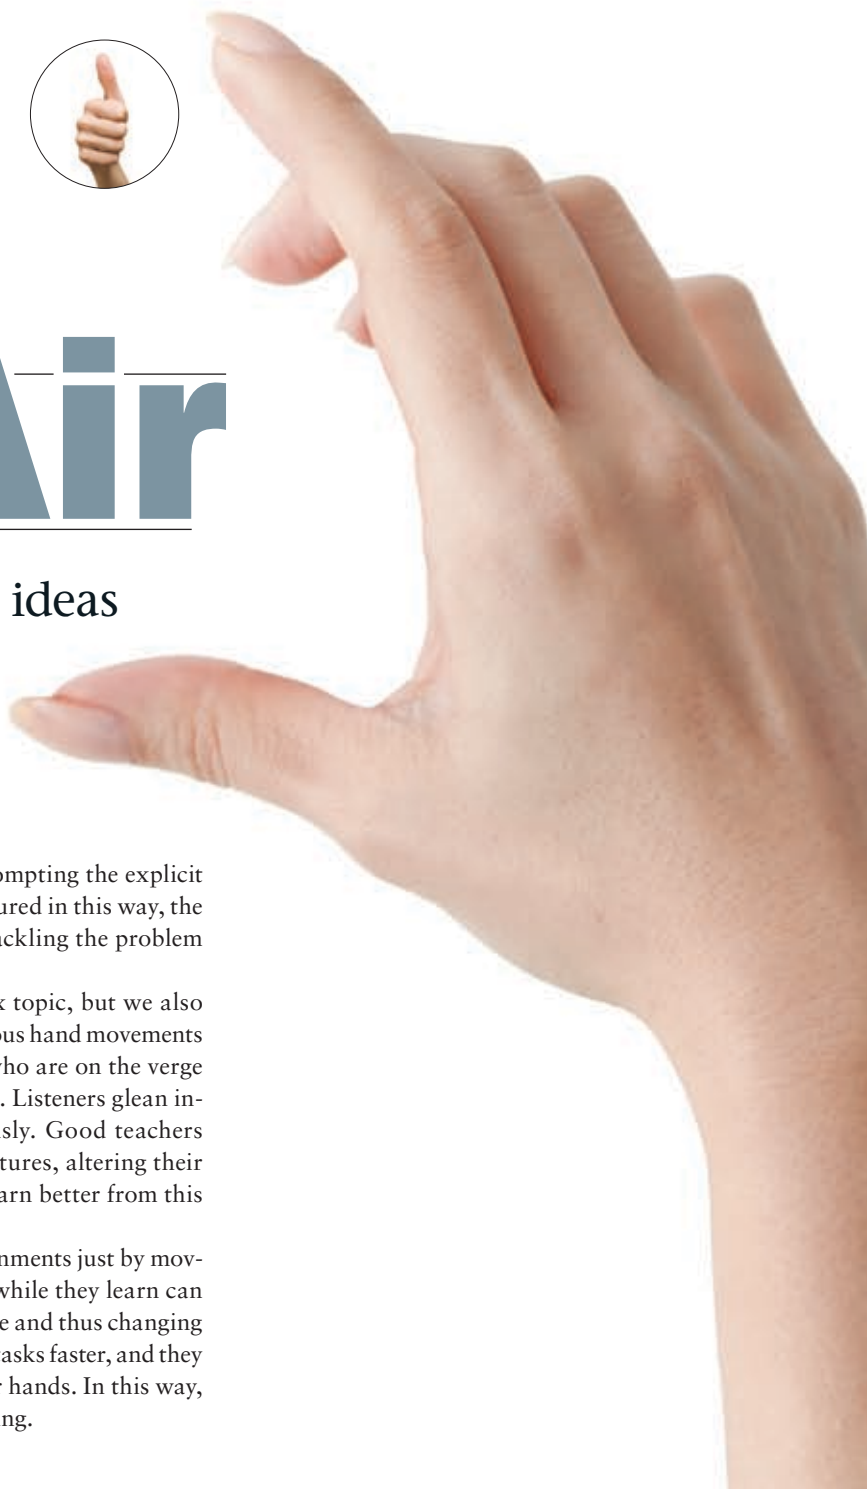 Air
ideas
ompting the explicit
ured in this way, the
ackling the problem
x topic, but we also
ous hand movements
who are on the verge
. Listeners glean in-
sly. Good teachers
tures, altering their
arn better from this
nments just by mov-
while they learn can
e and thus changing
tasks faster, and they
r hands. In this way,
ng.